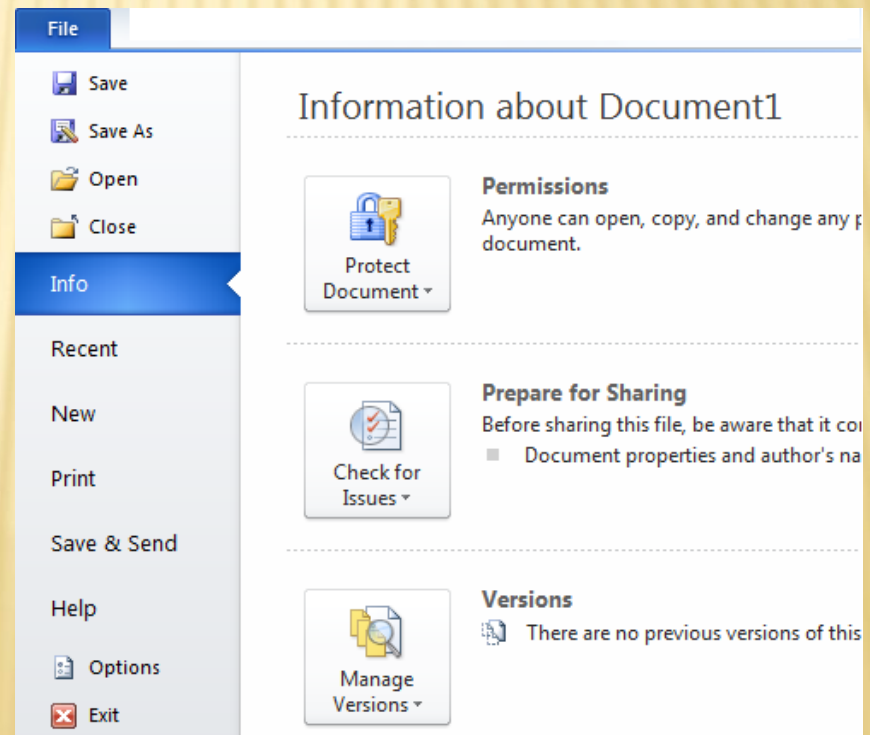 File
Save
Save As
Open
Close
Info
Recent
New
Print
Save & Send
Help
Options
Exit
Information about Document1
Protect
Document
Permissions
Anyone can open, copy, and change any
document.
Check for
Issues
Prepare for Sharing
Before sharing this file, be aware that it
Document properties and author's
Manage
Versions
Versions
There are no previous versions of this